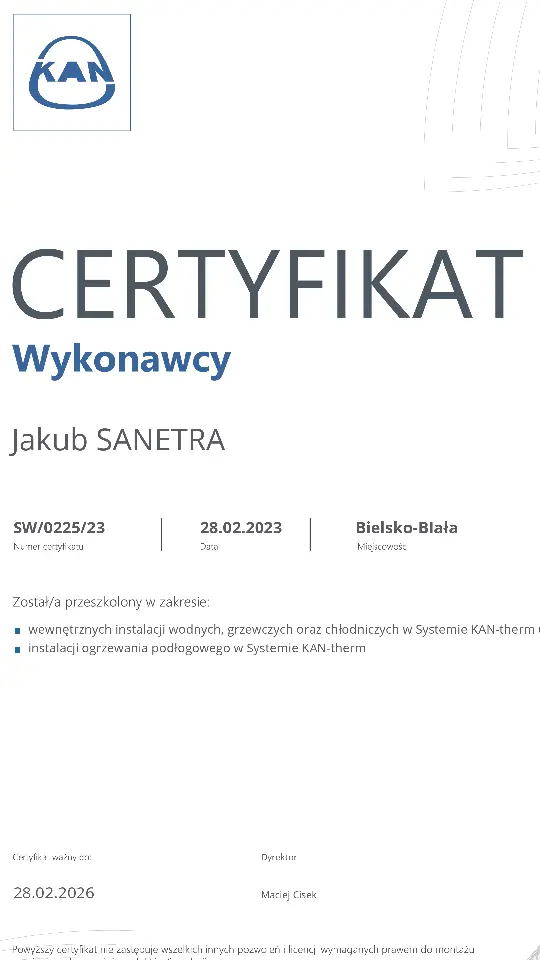 KAN
CERTYFIKAT
Wykonawcy
Jakub SANETRA
SW/0225/23 28.02.2023 Bielsko-BIała
Numer certyfikatu Data Miejscowość
Został/a przeszkolony w zakresie:
wewnętrznych instalacji wodnych, grzewczych oraz chłodniczych w Systemie KAN-therm
instalacji ogrzewania podłogowego w Systemie KAN-therm
Certyfikat ważny do: Dyrektor
28.02.2026 Maciej Cisek
Powyższy certyfikat nie zastępuje wszelkich innych pozwoleń i licencji wymaganych prawem do montażu